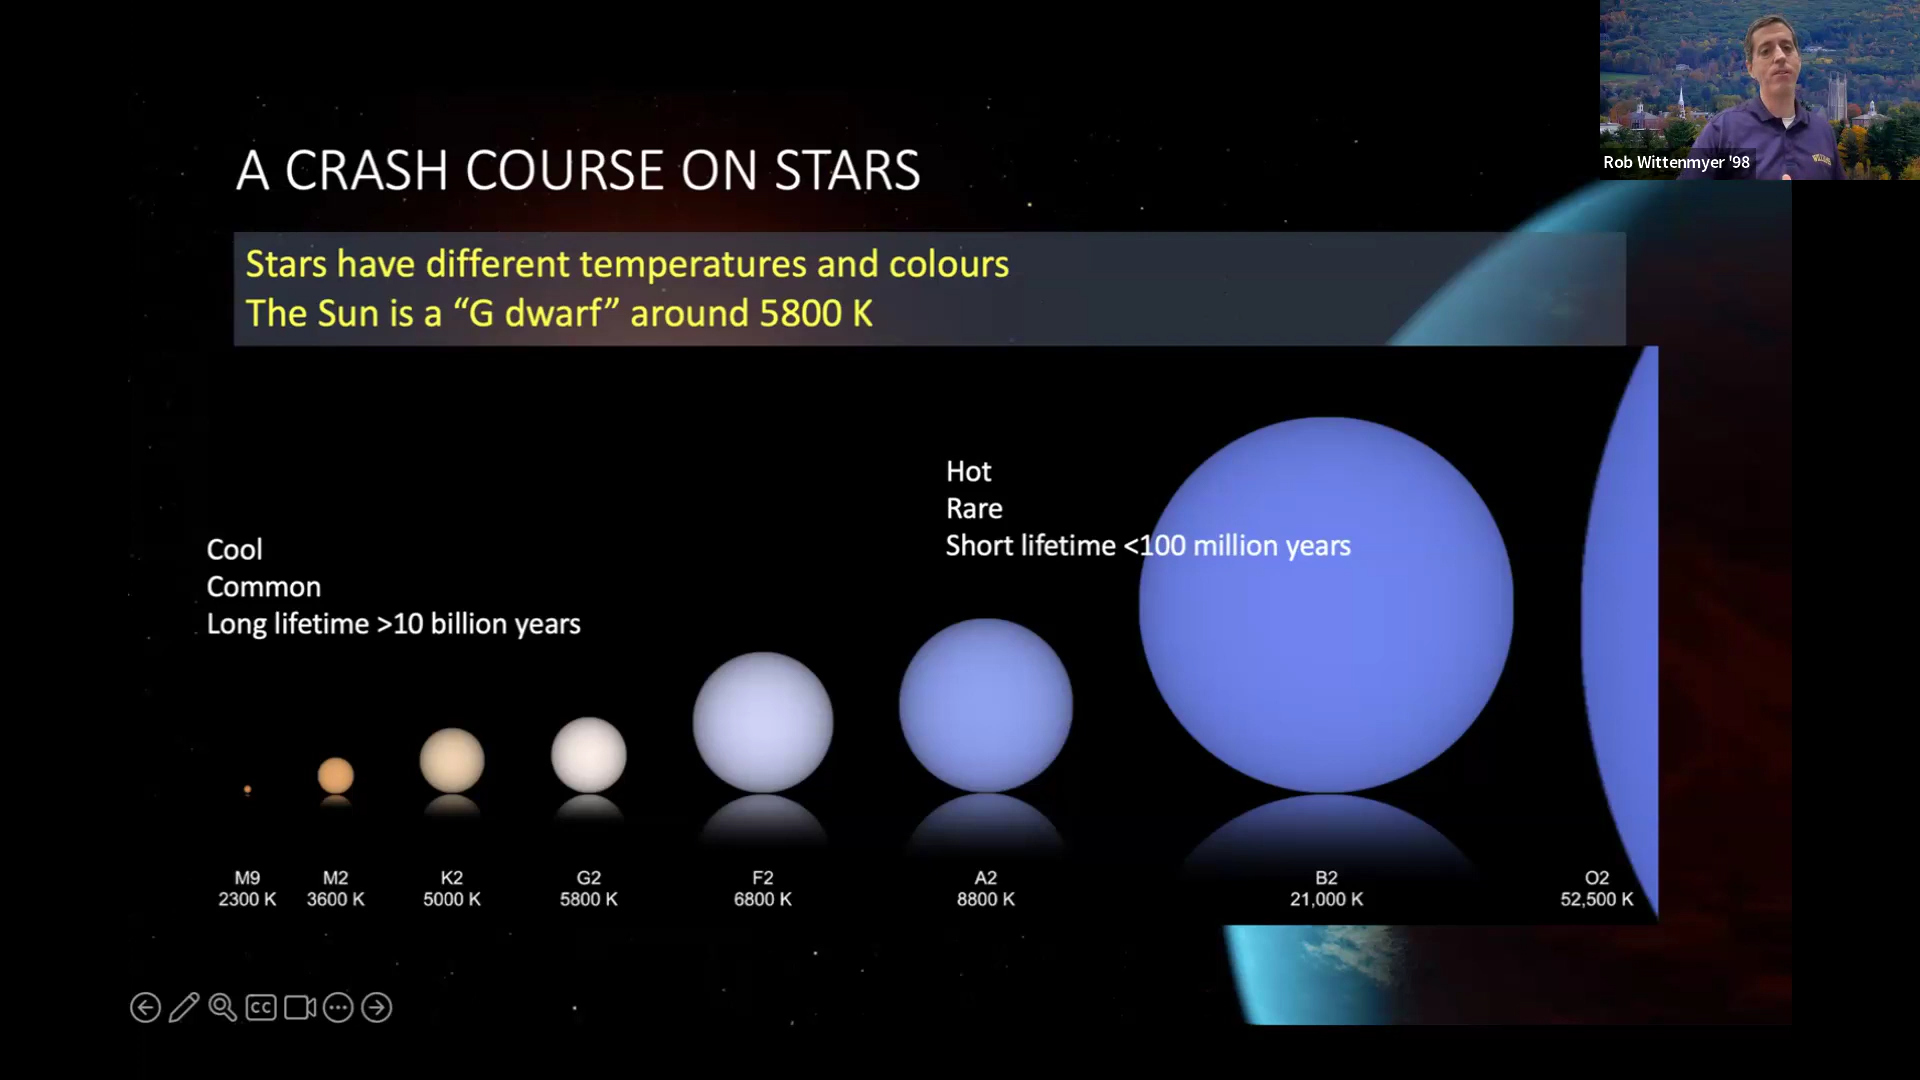 A CRASH COURSE ON STARS
Rob Wittenmyer '98
Stars have different temperatures and colours
The Sun is a “G dwarf” around 5800 K
Hot
Rare
Short lifetime <100 million years
Cool
Common
Long lifetime >10 billion years
M9
2300 K
M2
3600 K
K2
5000 K
G2
5800 K
F2
6800 K
A2
8800 K
B2
21,000 K
O2
52,500 K
CC